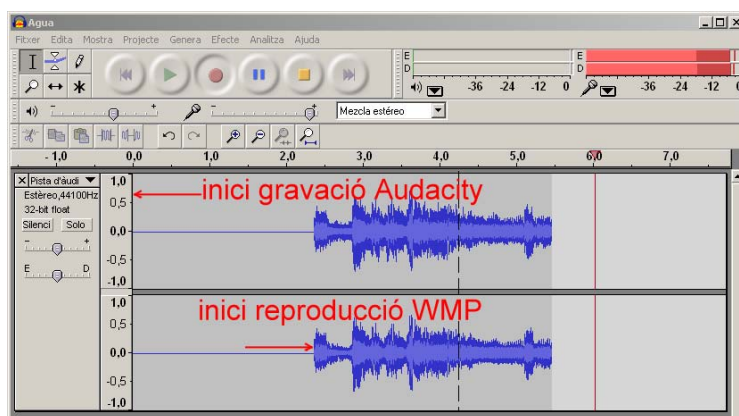 Agua
Fitxer Edita Mostra Projecte Genera Efecte Analitza Ajuda
E
D
-36 -24 -12 0
E
D
-36 -24 -12 0
Mezcla estéreo
- 1,0 0,0 1,0 2,0 3,0 4,0 5,0 6,0 7,0
Pista d'àudi
Estèreo,44100Hz
32-bit float
Silenci Solo
- +
E D
1,0
0,5
0,0
-0,5
-1,0
inici gravació Audacity
1,0
0,5
0,0
-0,5
-1,0
inici reproducció WMP